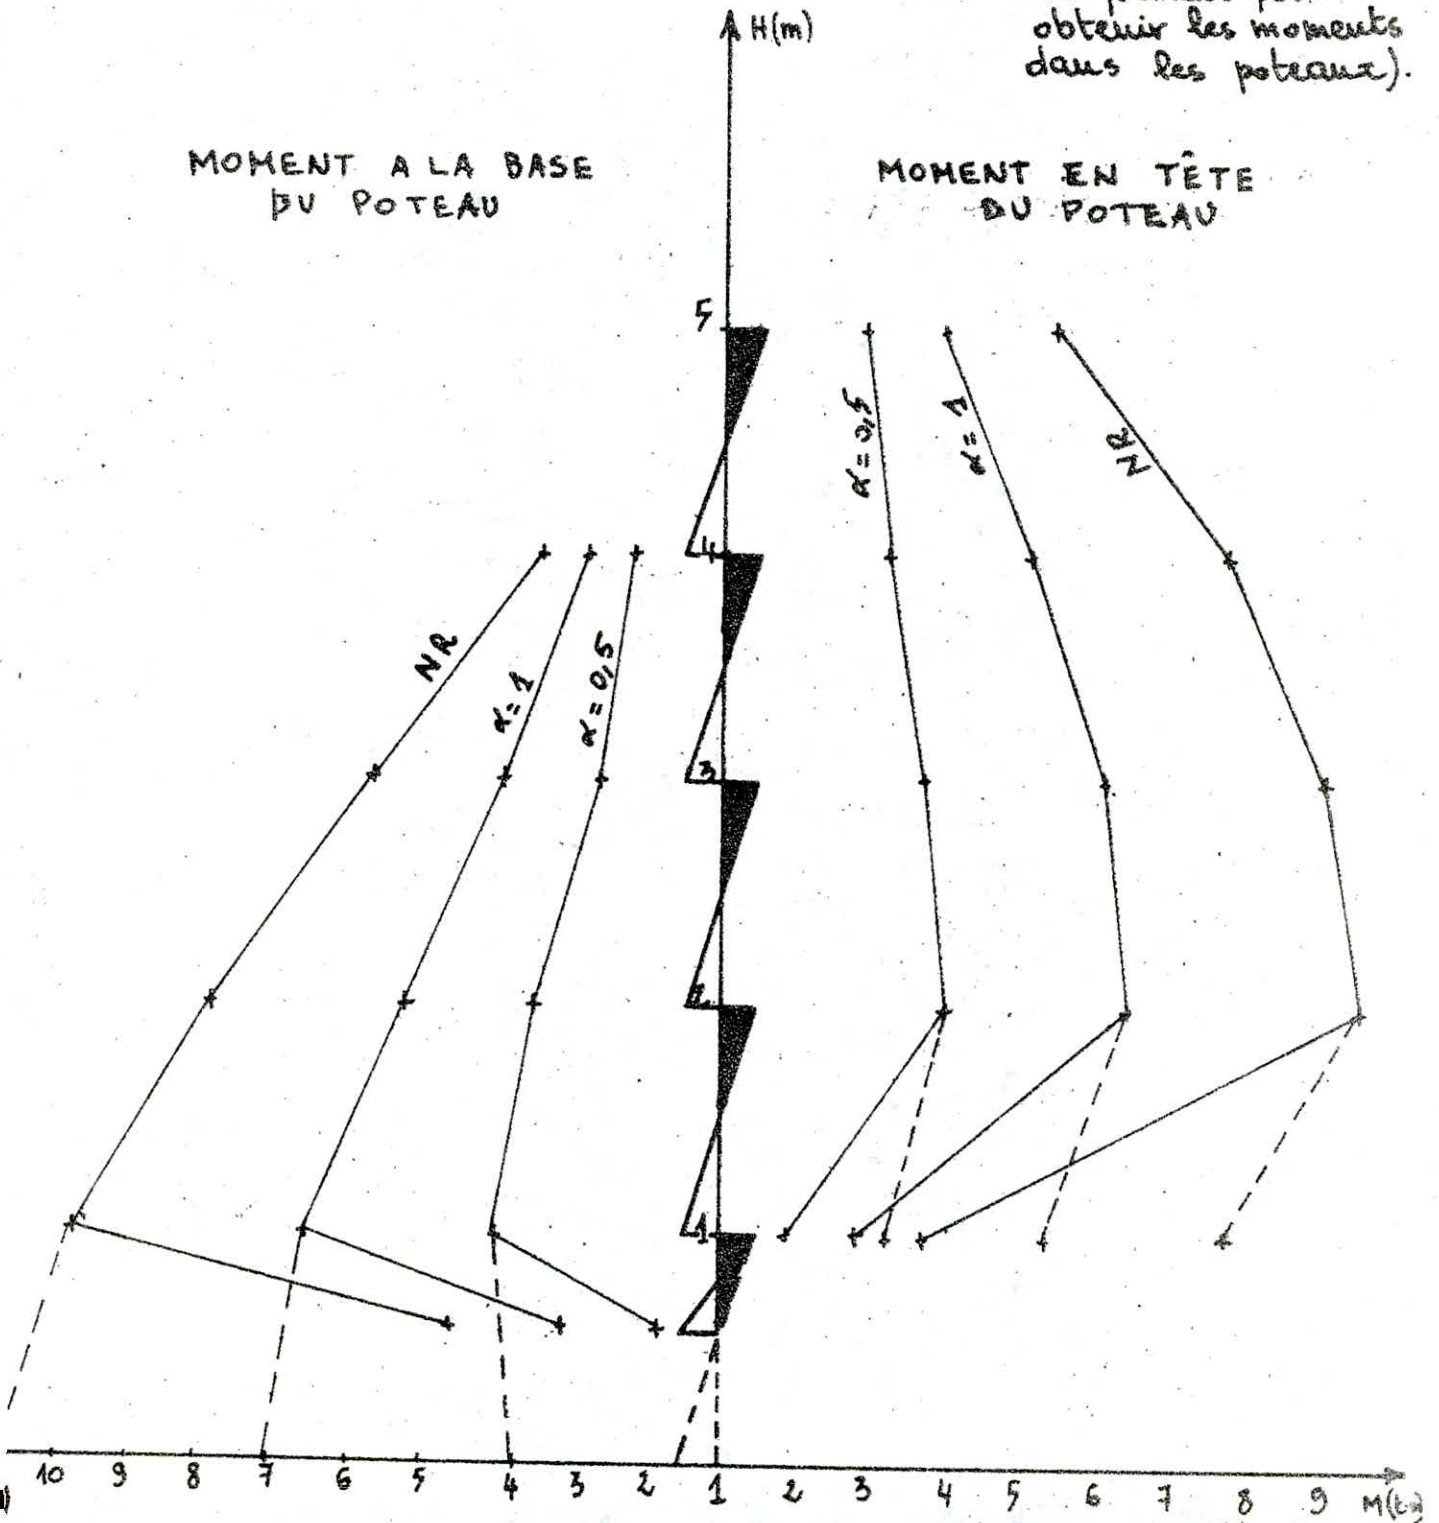 H(m)
obtenir les moments
dans les poteaux).
MOMENT A LA BASE
DU POTEAU
MOMENT EN TÊTE
DU POTEAU
5
α=0,5
α=1
NR
4
NR
α=1
α=0,5
3
2
1
10 9 8 7 6 5 4 3 2 1 2 3 4 5 6 7 8 9